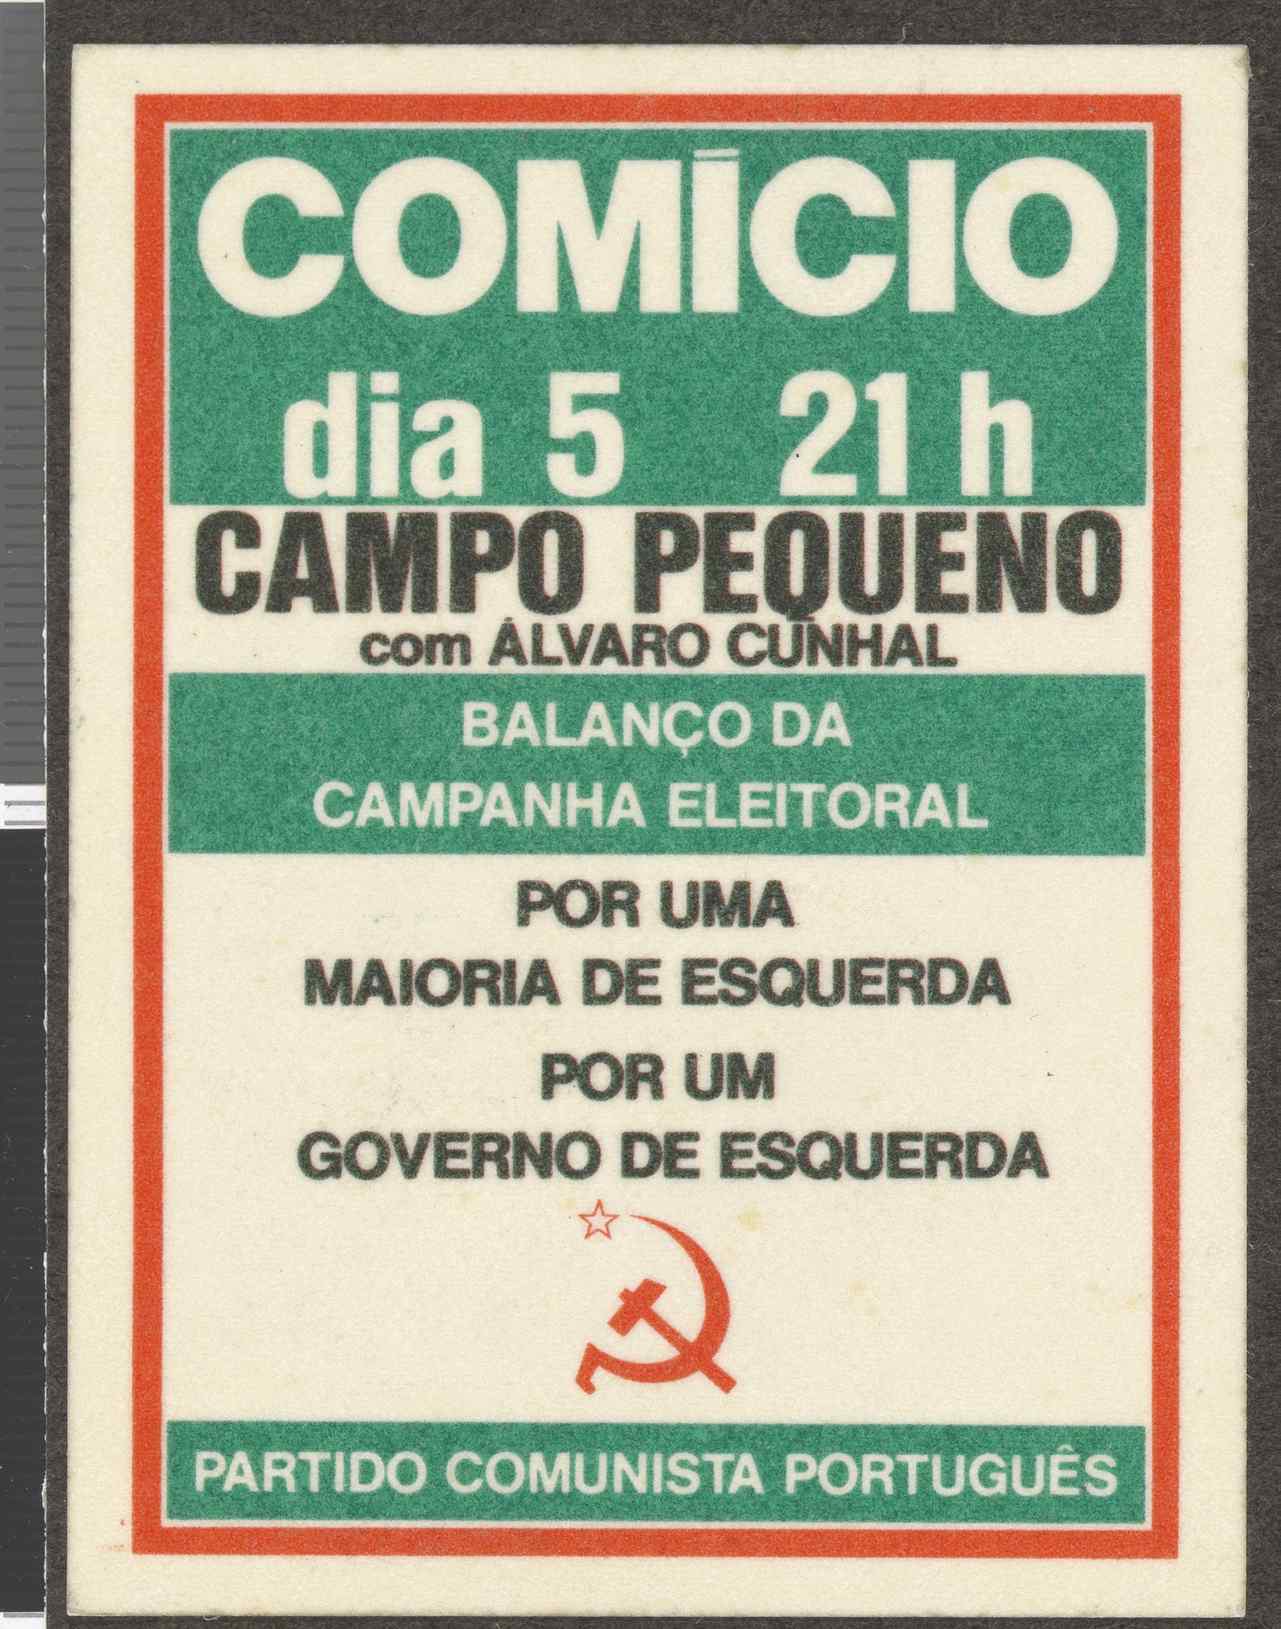 COMÍCIO
dia 5 21 h
CAMPO PEQUENO
com ÁLVARO CUNHAL
BALANÇO DA
CAMPANHA ELEITORAL
POR UMA
MAIORIA DE ESQUERDA
POR UM
GOVERNO DE ESQUERDA
PARTIDO COMUNISTA PORTUGUÊS